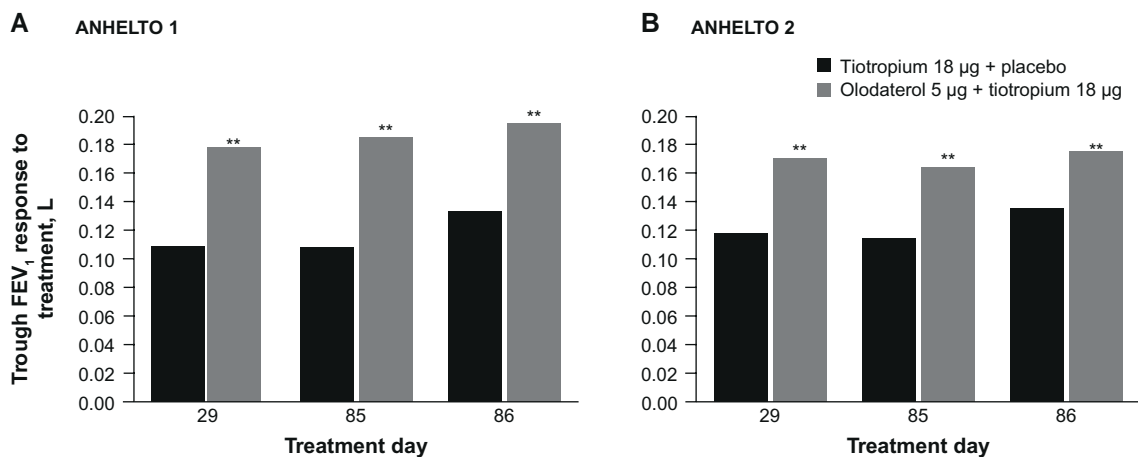 A ANHELTO 1
Trough FEV₁ response to
treatment, L
0.20
0.18
0.16
0.14
0.12
0.10
0.08
0.06
0.04
0.02
0.00
**
**
**
29 85 86
Treatment day
B ANHELTO 2
Tiotropium 18 µg + placebo
Olodaterol 5 µg + tiotropium 18 µg
0.20
0.18
0.16
0.14
0.12
0.10
0.08
0.06
0.04
0.02
0.00
**
**
**
29 85 86
Treatment day